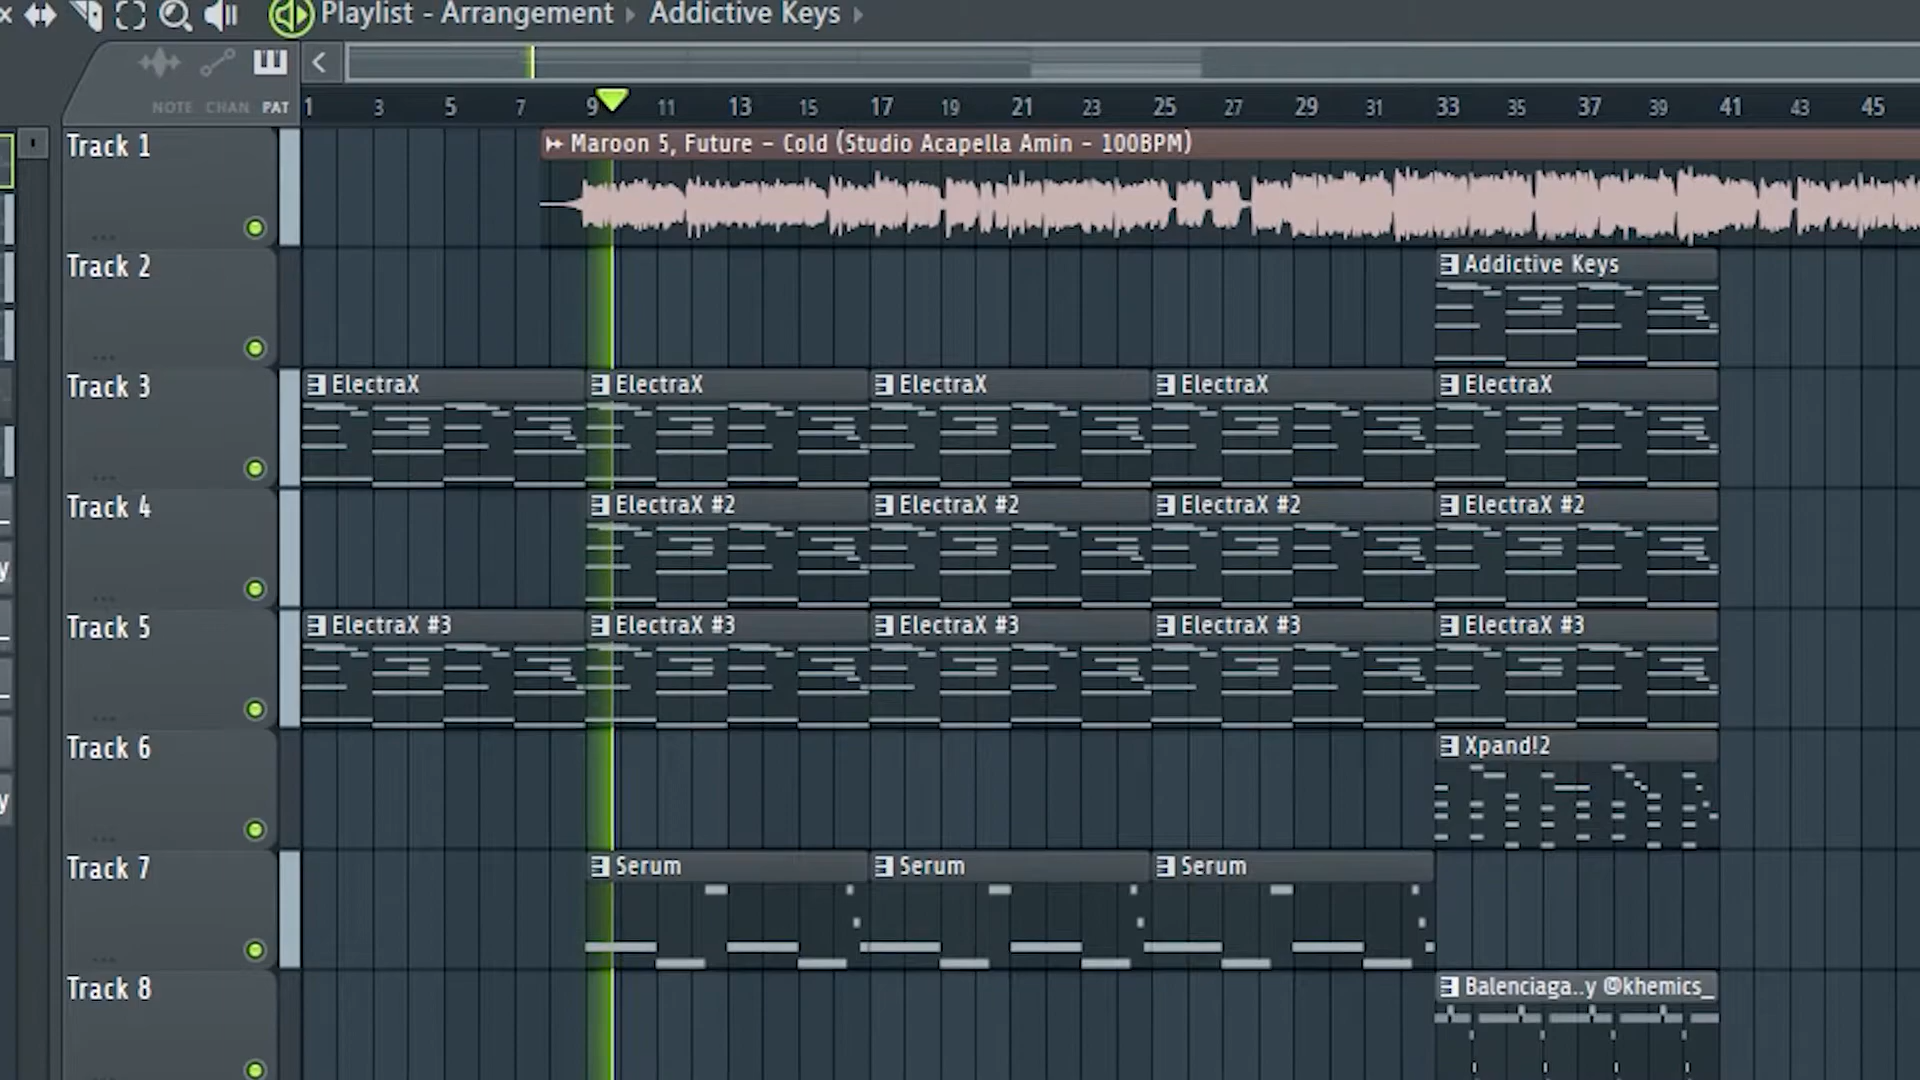 Playlist - Arrangement Addictive Keys
NOTE CHAN PAT
1 3 5 7 9 11 13 15 17 19 21 23 25 27 29 31 33 35 37 39 41 43 45
Track 1
Maroon 5, Future - Cold (Studio Acapella Amin - 100BPM)
Track 2
Addictive Keys
Track 3
ElectraX ElectraX ElectraX ElectraX ElectraX
Track 4
ElectraX #2 ElectraX #2 ElectraX #2 ElectraX #2
Track 5
ElectraX #3 ElectraX #3 ElectraX #3 ElectraX #3 ElectraX #3
Track 6
Xpand!2
Track 7
Serum Serum Serum
Track 8
Balenciaga..y @khemics_